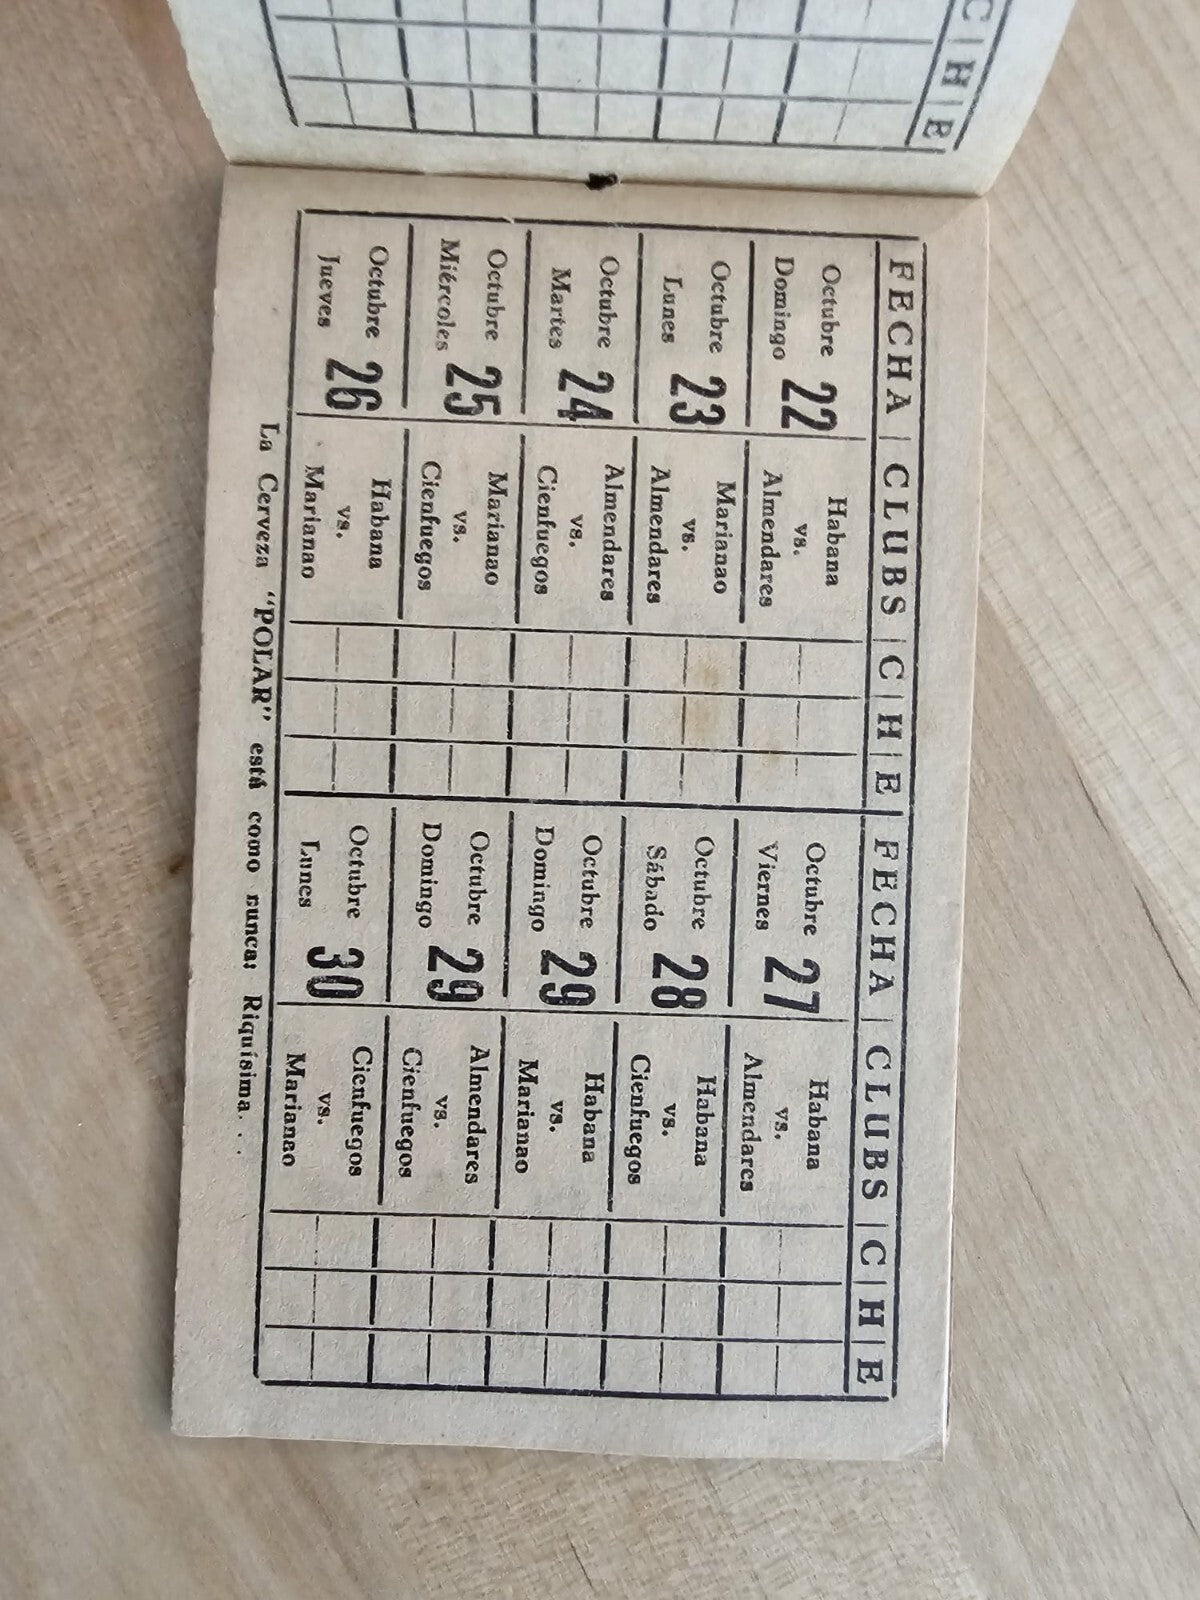 C | H | E
FECHA | CLUBS | C | H | E | FECHA | CLUBS | C | H | E
Octubre
Domingo
22
Habana
vs.
Almendares
Octubre
Lunes
23
Marianao
vs.
Almendares
Octubre
Martes
24
Almendares
vs.
Cienfuegos
Octubre
Miércoles
25
Marianao
vs.
Cienfuegos
Octubre
Jueves
26
Habana
vs.
Marianao
Octubre
Viernes
27
Habana
vs.
Almendares
Octubre
Sábado
28
Habana
vs.
Cienfuegos
Octubre
Domingo
29
Habana
vs.
Marianao
Octubre
Domingo
29
Almendares
vs.
Cienfuegos
Octubre
Lunes
30
Cienfuegos
vs.
Marianao
La Cerveza "POLAR" está como nunca: Riquísima. . .